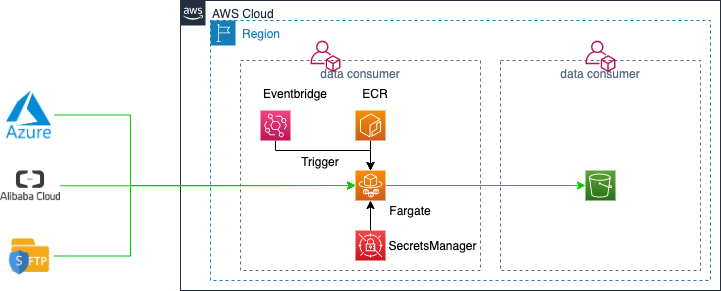 aws
AWS Cloud
Region
data consumer
data consumer
Eventbridge
ECR
Azure
Trigger
Alibaba Cloud
Fargate
SecretsManager
SFTP